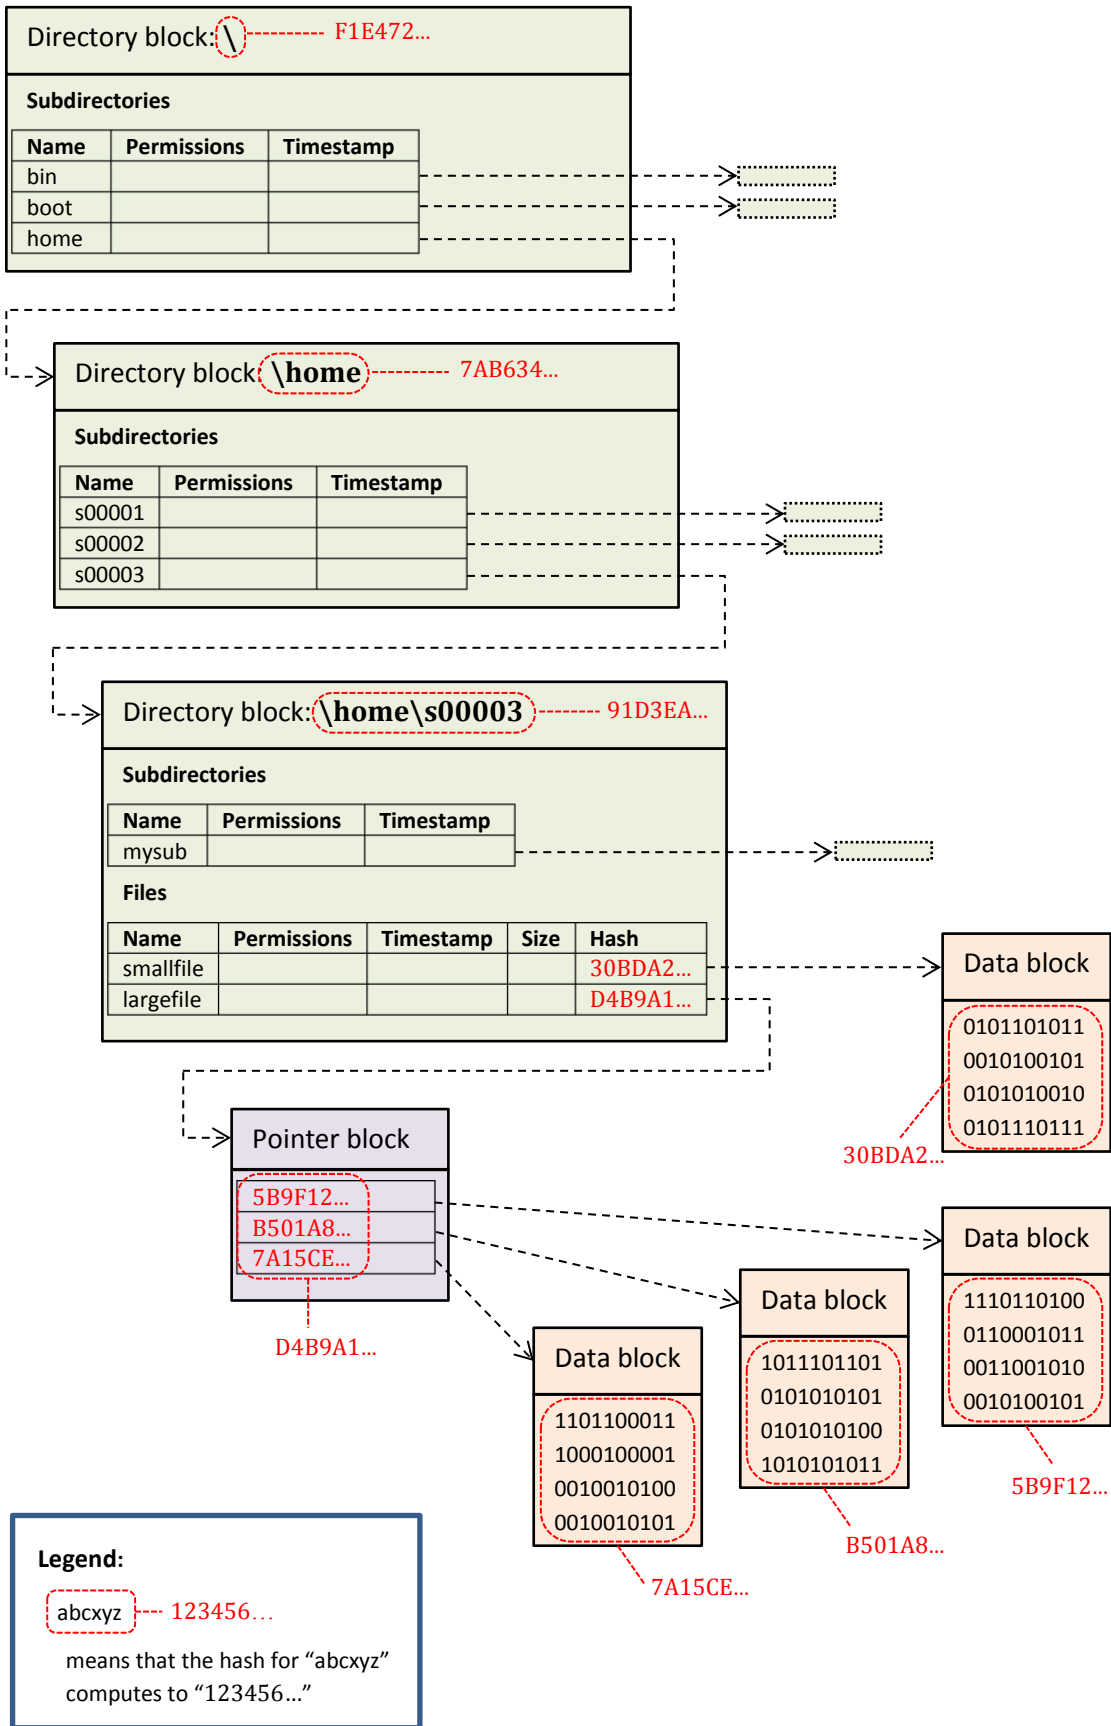 Directory block: \ F1E472...
Subdirectories
Name Permissions Timestamp
bin
boot
home
Directory block: \home 7AB634...
Subdirectories
Name Permissions Timestamp
s00001
s00002
s00003
Directory block: \home\s00003 91D3EA...
Subdirectories
Name Permissions Timestamp
mysub
Files
Name Permissions Timestamp Size Hash
smallfile 30BDA2...
largefile D4B9A1...
Data block
0101101011
0010100101
0101010010
0101110111
30BDA2...
Pointer block
5B9F12...
B501A8...
7A15CE...
D4B9A1...
Data block
1110110100
0110001011
0011001010
0010100101
5B9F12...
Data block
1011101101
0101010101
0101010100
1010101011
B501A8...
Data block
1101100011
1000100001
0010010100
0010010101
7A15CE...
Legend:
abcxyz 123456...
means that the hash for “abcxyz”
computes to “123456...”